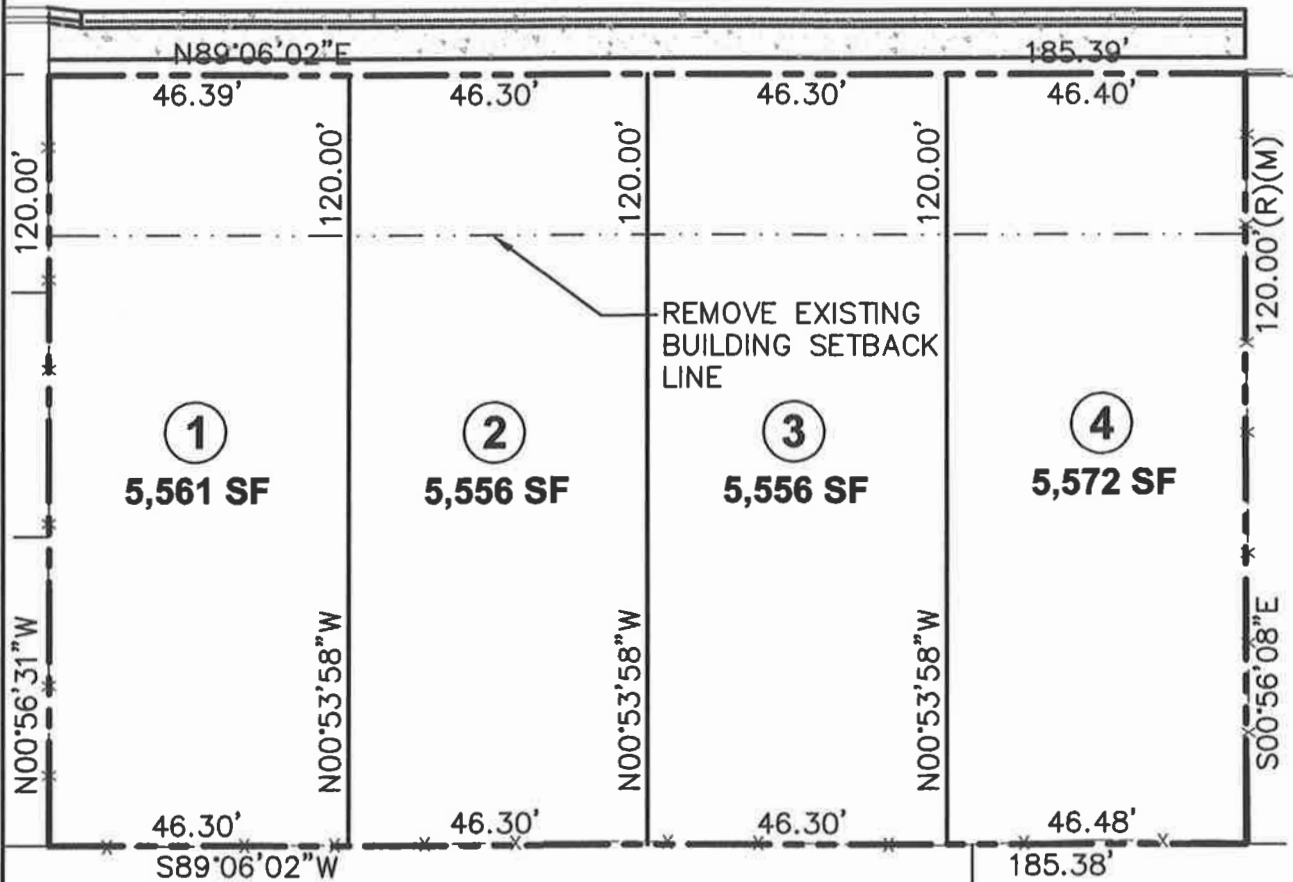 N89°06'02"E
185.39'
46.39'
46.30'
46.30'
46.40'
120.00'
120.00'
120.00'
120.00'
120.00'(R)(M)
REMOVE EXISTING
BUILDING SETBACK
LINE
1
2
3
4
5,561 SF
5,556 SF
5,556 SF
5,572 SF
N00°56'31"W
N00°53'58"W
N00°53'58"W
N00°53'58"W
S00°56'08"E
46.30'
46.30'
46.30'
46.48'
S89°06'02"W
185.38'